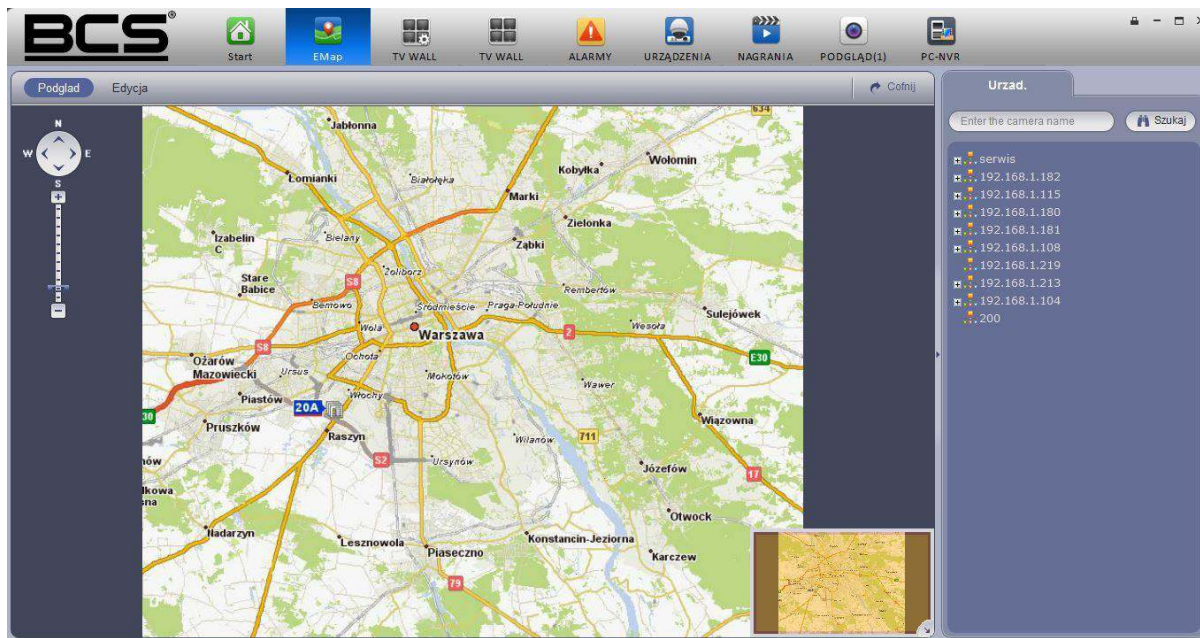 BCS®
Start
EMap
TV WALL
TV WALL
ALARMY
URZĄDZENIA
NAGRANIA
PODGLĄD(1)
PC-NVR
Podglad
Edycja
Cofnij
Urzad.
Enter the camera name
Szukaj
serwis
192.168.1.182
192.168.1.115
192.168.1.180
192.168.1.181
192.168.1.108
192.168.1.219
192.168.1.213
192.168.1.104
200
N
W
E
S
634
Jabłonna
Wołomin
Kobyłka
Łomianki
Białołęka
Marki
Zielonka
Izabelin
C
Bielany
Ząbki
Żoliborz
Stare
Babice
S8
Rembertów
Bemowo
Śródmieście
Praga-Południe
Sulejówek
Wola
Warszawa
2
Wesoła
S8
Ochota
E30
Ożarów
Mazowiecki
Ursus
Mokotów
Wawer
Piastów
Włochy
20A
30
Pruszków
Raszyn
Wiązowna
Wilanów
711
S2
Ursynów
Józefów
17
Otwock
Nadarzyn
Lesznowola
Konstancin-Jeziorna
Piaseczno
Karczew
79